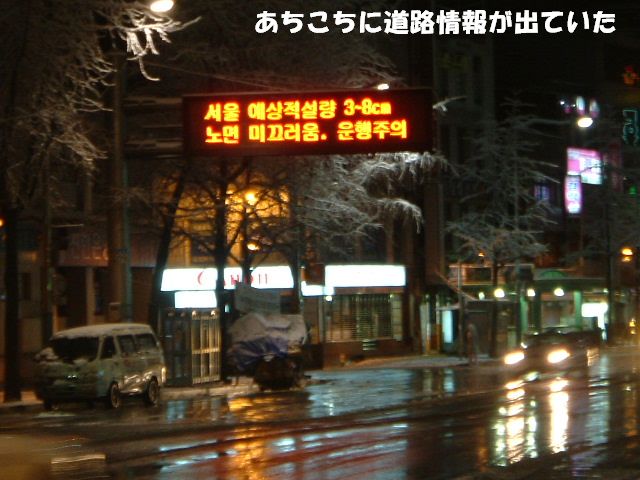 あちこちに道路情報が出ていた
서울 예상적설량 3~8cm
노면 미끄러움. 운행주의